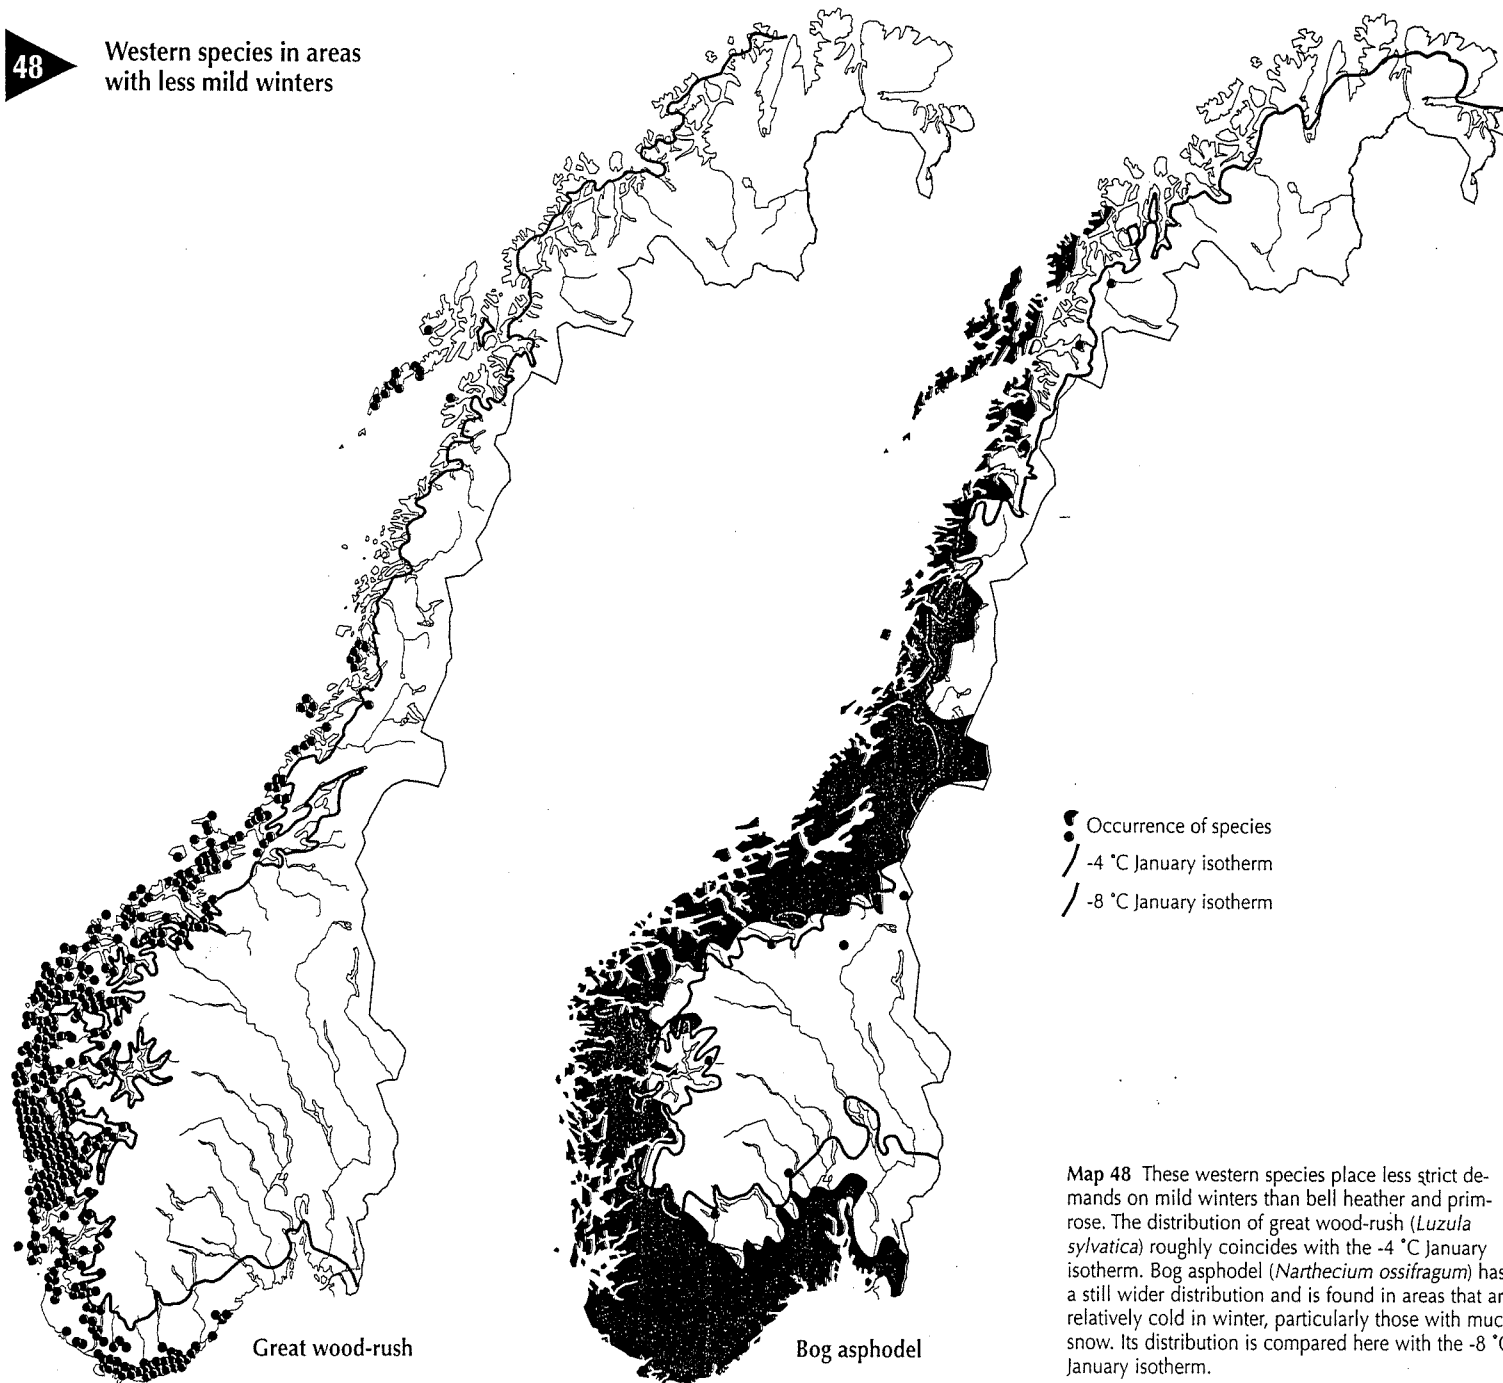 48
Western species in areas
with less mild winters
Occurrence of species
-4 °C January isotherm
-8 °C January isotherm
Great wood-rush
Bog asphodel
Map 48 These western species place less strict de-
mands on mild winters than bell heather and prim-
rose. The distribution of great wood-rush (Luzula
sylvatica) roughly coincides with the -4 °C January
isotherm. Bog asphodel (Narthecium ossifragum) has
a still wider distribution and is found in areas that
relatively cold in winter, particularly those with
snow. Its distribution is compared here with the -8
January isotherm.